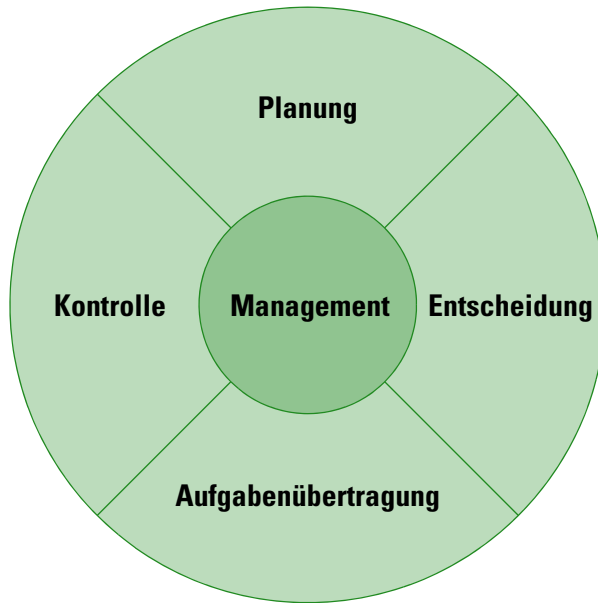 Planung
Kontrolle
Management
Entscheidung
Aufgabenübertragung